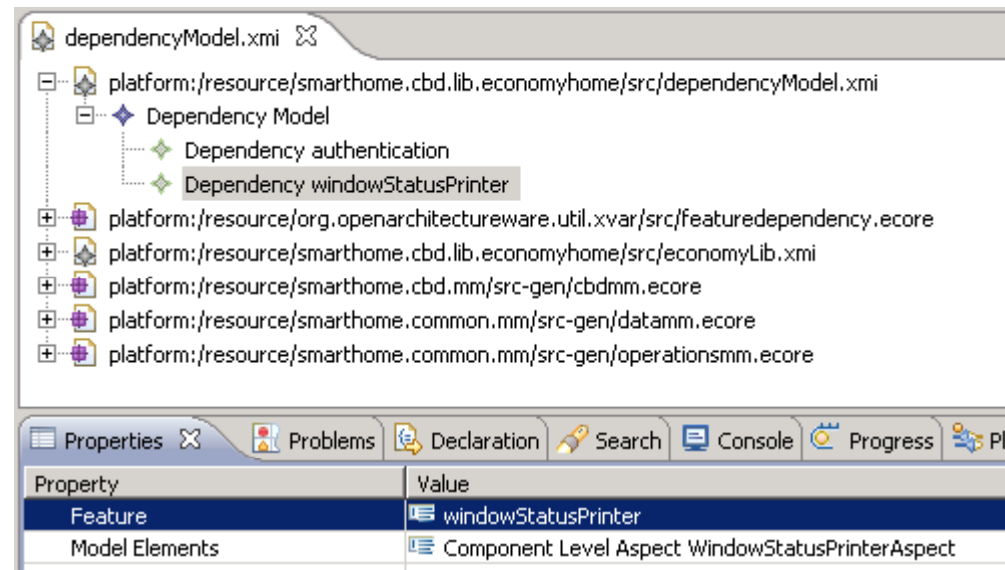 dependencyModel.xmi
platform:/resource/smarthome.cbd.lib.economyhome/src/dependencyModel.xmi
Dependency Model
Dependency authentication
Dependency windowStatusPrinter
platform:/resource/org.openarchitectureware.util.xvar/src/featuredependency.ecore
platform:/resource/smarthome.cbd.lib.economyhome/src/economyLib.xmi
platform:/resource/smarthome.cbd.mm/src-gen/cbdmm.ecore
platform:/resource/smarthome.common.mm/src-gen/datamm.ecore
platform:/resource/smarthome.common.mm/src-gen/operationsmm.ecore
Properties Problems Declaration Search Console Progress Pl
Property Value
Feature windowStatusPrinter
Model Elements Component Level Aspect WindowStatusPrinterAspect